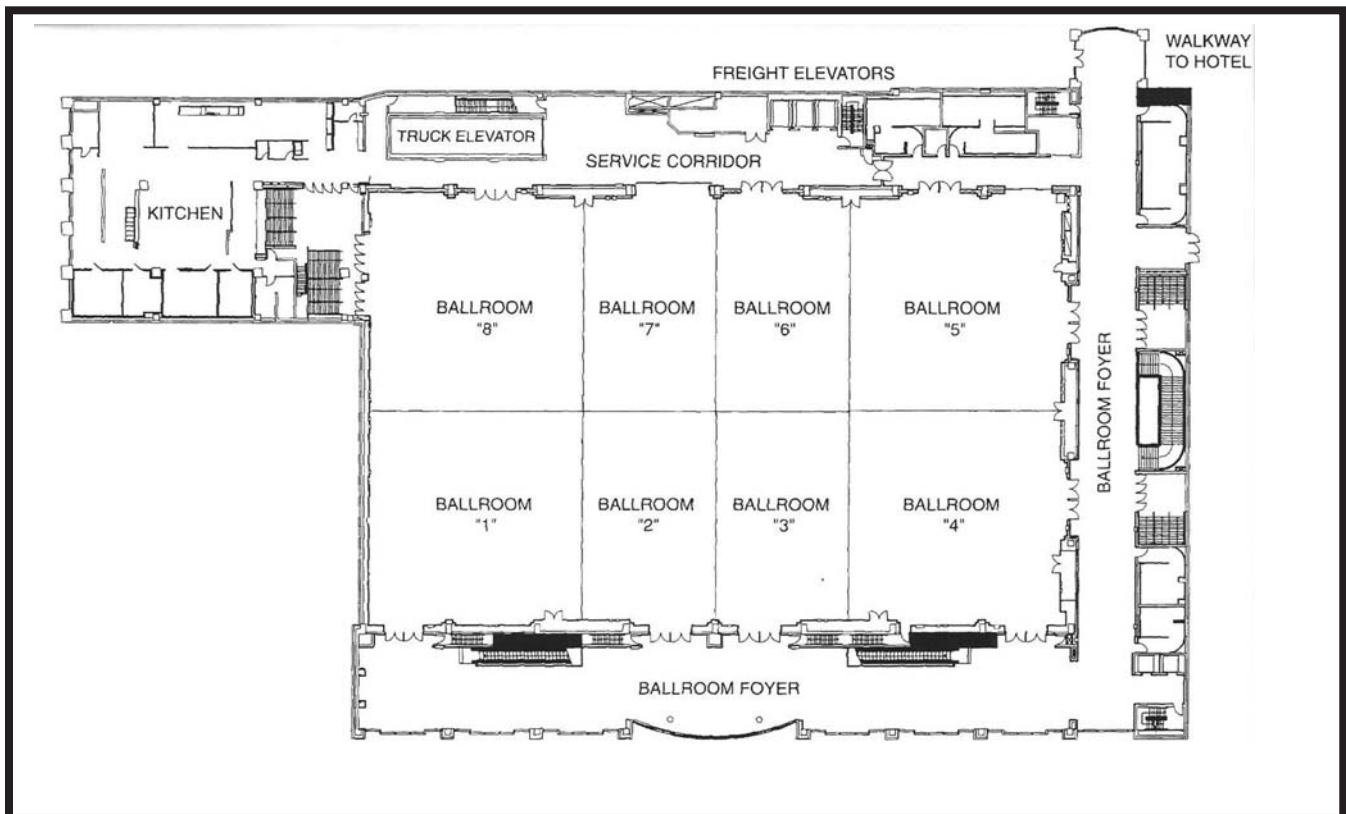 WALKWAY
TO HOTEL
FREIGHT ELEVATORS
TRUCK ELEVATOR
SERVICE CORRIDOR
KITCHEN
BALLROOM
"8"
BALLROOM
"7"
BALLROOM
"6"
BALLROOM
"5"
BALLROOM FOYER
BALLROOM
"1"
BALLROOM
"2"
BALLROOM
"3"
BALLROOM
"4"
BALLROOM FOYER